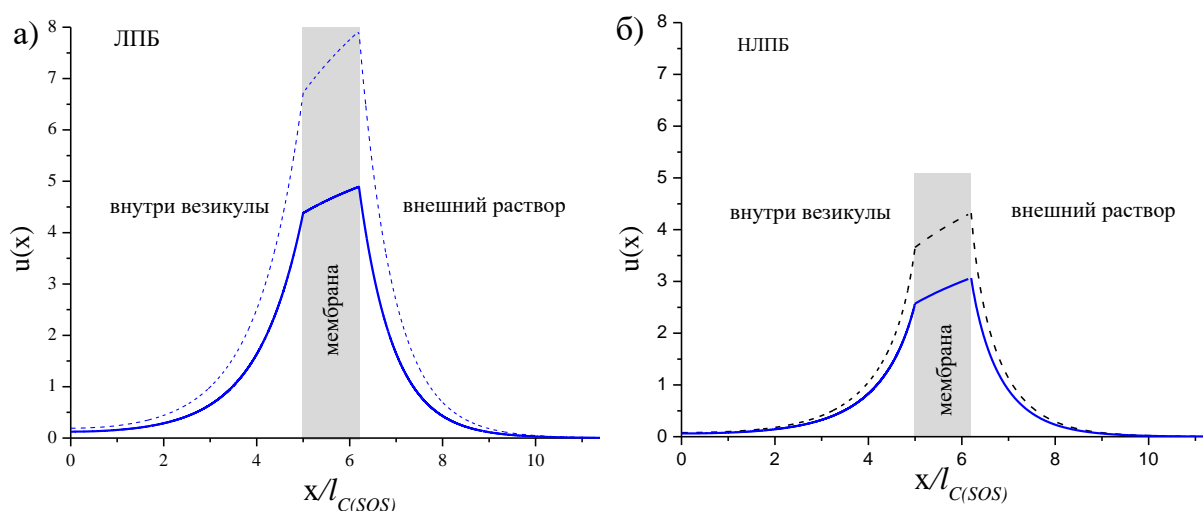 а)
ЛПБ
8
7
6
5
4
3
2
1
0
u(x)
внутри везикулы
внешний раствор
мембрана
0 2 4 6 8 10
x/lC(SOS)
б)
НЛПБ
8
7
6
5
4
3
2
1
0
u(x)
внутри везикулы
внешний раствор
мембрана
0 2 4 6 8 10
x/lC(SOS)